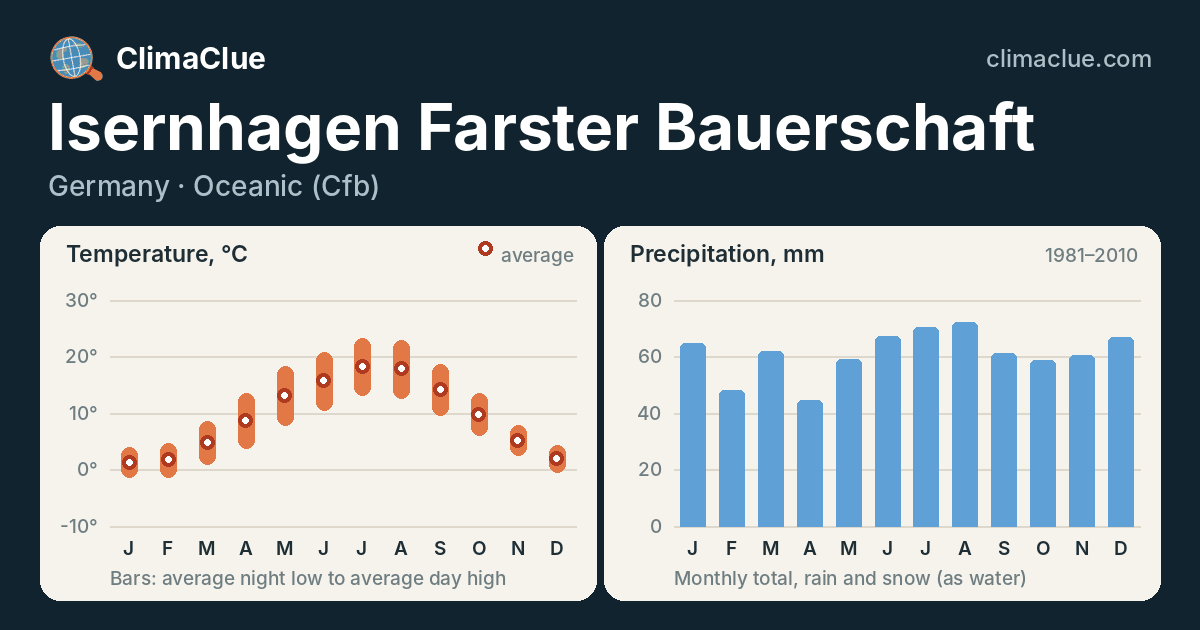 ClimaClue
climaclue.com
Isernhagen Farster Bauerschaft
Germany · Oceanic (Cfb)
Temperature, °C
average
30°
20°
10°
0°
-10°
J F M A M J J A S O N D
Bars: average night low to average day high
Precipitation, mm
1981–2010
80
60
40
20
0
J F M A M J J A S O N D
Monthly total, rain and snow (as water)